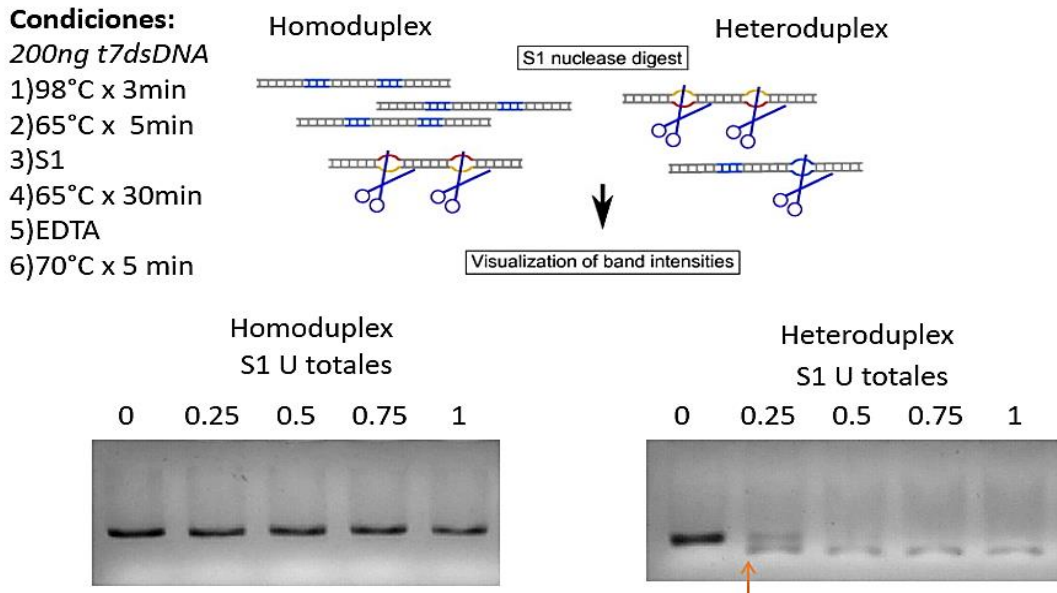 Condiciones:
200ng t7dsDNA
1)98°C x 3min
2)65°C x  5min
3)S1
4)65°C x 30min
5)EDTA
6)70°C x 5 min
Homoduplex
Heteroduplex
S1 nuclease digest
Visualization of band intensities
Homoduplex
S1 U totales
0 0.25 0.5 0.75 1
Heteroduplex
S1 U totales
0 0.25 0.5 0.75 1